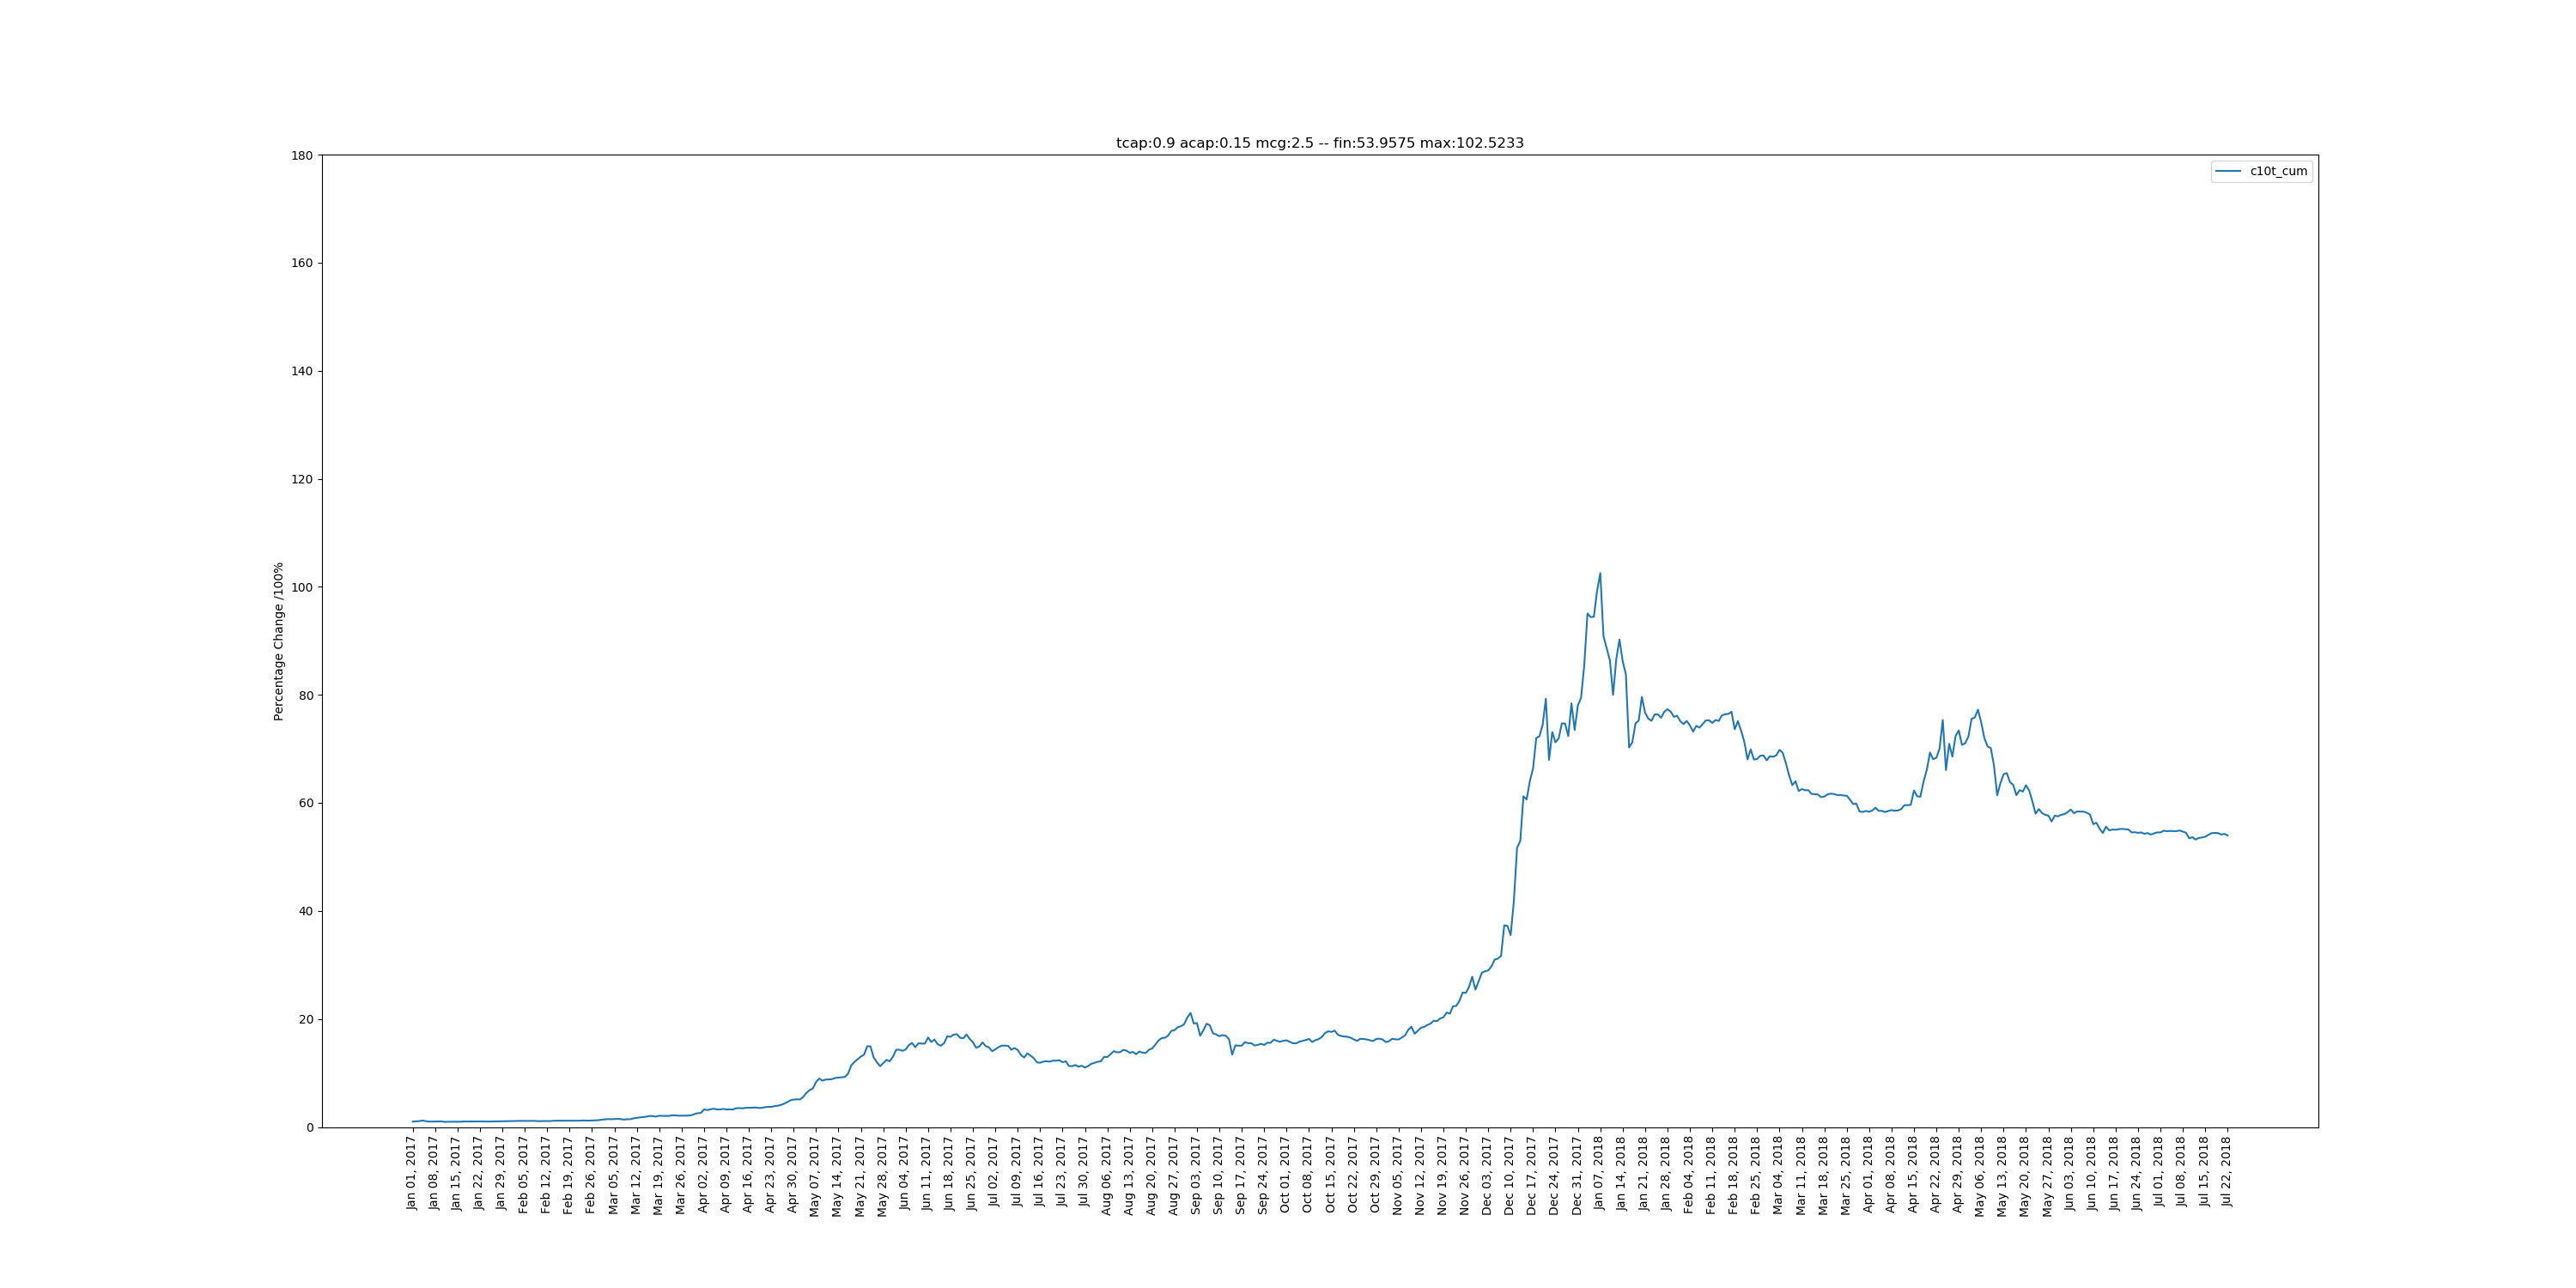 tcap:0.9 acap:0.15 mcg:2.5 -- fin:53.9575 max:102.5233
c10t_cum
Percentage Change /100%
180
160
140
120
100
80
60
40
20
0
Jan 01, 2017
Jan 08, 2017
Jan 15, 2017
Jan 22, 2017
Jan 29, 2017
Feb 05, 2017
Feb 12, 2017
Feb 19, 2017
Feb 26, 2017
Mar 05, 2017
Mar 12, 2017
Mar 19, 2017
Mar 26, 2017
Apr 02, 2017
Apr 09, 2017
Apr 16, 2017
Apr 23, 2017
Apr 30, 2017
May 07, 2017
May 14, 2017
May 21, 2017
May 28, 2017
Jun 04, 2017
Jun 11, 2017
Jun 18, 2017
Jun 25, 2017
Jul 02, 2017
Jul 09, 2017
Jul 16, 2017
Jul 23, 2017
Jul 30, 2017
Aug 06, 2017
Aug 13, 2017
Aug 20, 2017
Aug 27, 2017
Sep 03, 2017
Sep 10, 2017
Sep 17, 2017
Sep 24, 2017
Oct 01, 2017
Oct 08, 2017
Oct 15, 2017
Oct 22, 2017
Oct 29, 2017
Nov 05, 2017
Nov 12, 2017
Nov 19, 2017
Nov 26, 2017
Dec 03, 2017
Dec 10, 2017
Dec 17, 2017
Dec 24, 2017
Dec 31, 2017
Jan 07, 2018
Jan 14, 2018
Jan 21, 2018
Jan 28, 2018
Feb 04, 2018
Feb 11, 2018
Feb 18, 2018
Feb 25, 2018
Mar 04, 2018
Mar 11, 2018
Mar 18, 2018
Mar 25, 2018
Apr 01, 2018
Apr 08, 2018
Apr 15, 2018
Apr 22, 2018
Apr 29, 2018
May 06, 2018
May 13, 2018
May 20, 2018
May 27, 2018
Jun 03, 2018
Jun 10, 2018
Jun 17, 2018
Jun 24, 2018
Jul 01, 2018
Jul 08, 2018
Jul 15, 2018
Jul 22, 2018